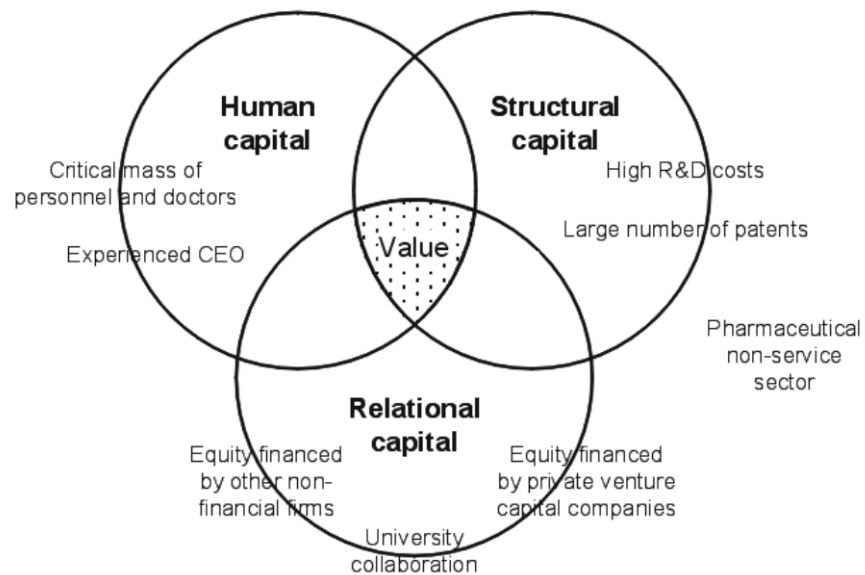 Human
capital
Structural
capital
Critical mass of
personnel and doctors
High R&D costs
Experienced CEO
Large number of patents
Value
Pharmaceutical
non-service
sector
Relational
capital
Equity financed
by other non-
financial firms
Equity financed
by private venture
capital companies
University
collaboration